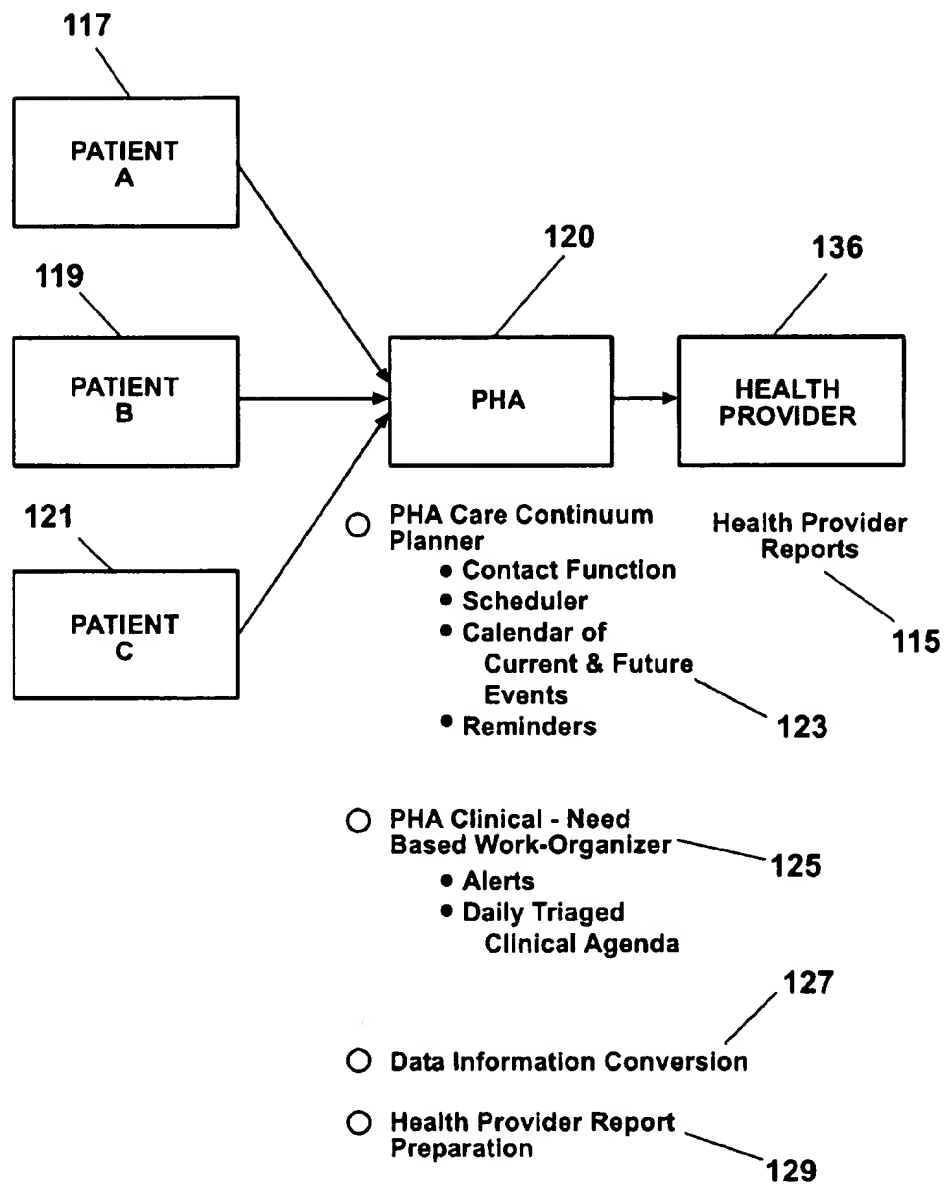 117
PATIENT
A
120
136
119
PATIENT
B
PHA
HEALTH
PROVIDER
121
PATIENT
C
○ PHA Care Continuum
Planner
• Contact Function
• Scheduler
• Calendar of
Current & Future
Events
• Reminders
123
Health Provider
Reports
115
○ PHA Clinical - Need
Based Work-Organizer
125
• Alerts
• Daily Triaged
Clinical Agenda
127
○ Data Information Conversion
○ Health Provider Report
Preparation
129